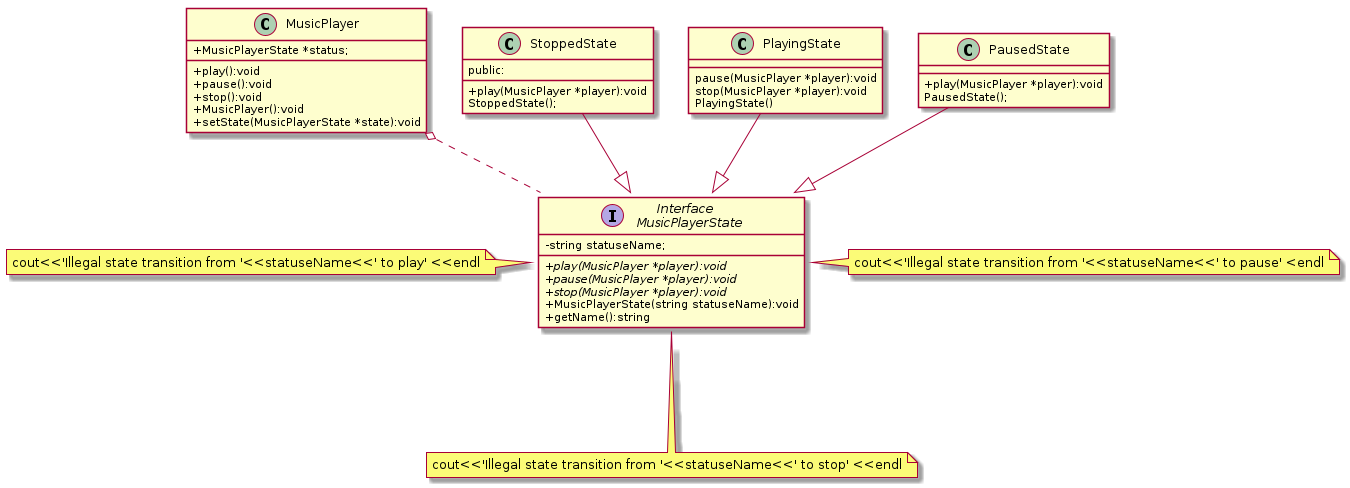 C MusicPlayer
+MusicPlayerState *status;
+play():void
+pause():void
+stop():void
+MusicPlayer():void
+setState(MusicPlayerState *state):void
C StoppedState
public:
+play(MusicPlayer *player):void
StoppedState();
C PlayingState
pause(MusicPlayer *player):void
stop(MusicPlayer *player):void
PlayingState()
C PausedState
+play(MusicPlayer *player):void
PausedState();
I Interface
MusicPlayerState
-string statuseName;
+play(MusicPlayer *player):void
+pause(MusicPlayer *player):void
+stop(MusicPlayer *player):void
+MusicPlayerState(string statuseName):void
+getName():string
cout<<'Illegal state transition from '<<statuseName<<' to play' <<endl
cout<<'Illegal state transition from '<<statuseName<<' to pause' <endl
cout<<'Illegal state transition from '<<statuseName<<' to stop' <<endl